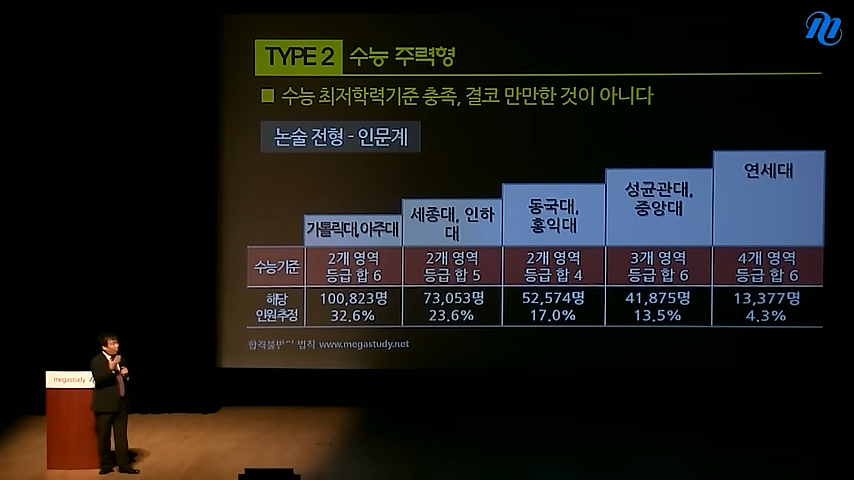 TYPE 2 수능 주력형
■ 수능 최저학력기준 충족, 결코 만만한 것이 아니다
논술 전형 - 인문계
가톨릭대, 아주대
세종대, 인하
대
동국대,
홍익대
성균관대,
중앙대
연세대
수능기준
2개 영역
등급 합 6
2개 영역
등급 합 5
2개 영역
등급 합 4
3개 영역
등급 합 6
4개 영역
등급 합 6
해당
인원추정
100,823명
32.6%
73,053명
23.6%
52,574명
17.0%
41,875명
13.5%
13,377명
4.3%
법칙 www.megastudy.net
megastudy